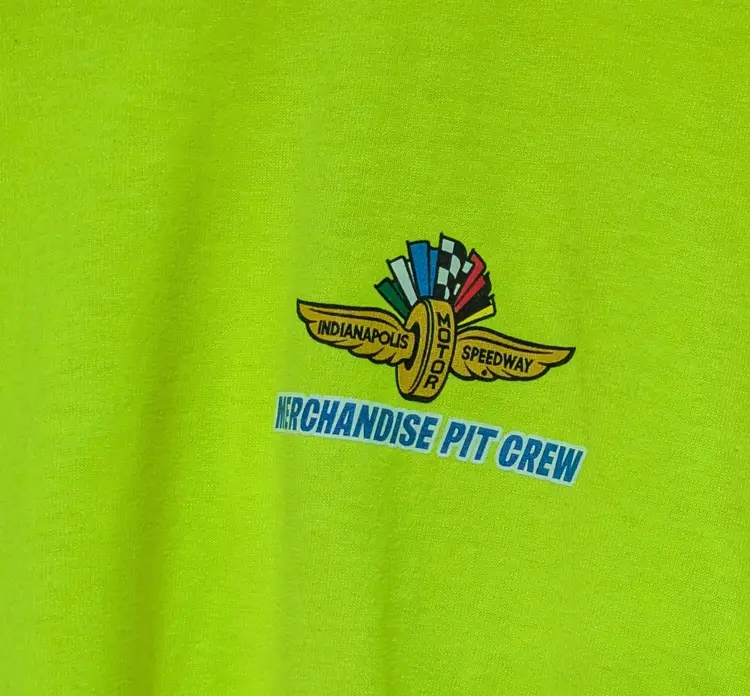 INDIANAPOLIS MOTOR SPEEDWAY
MERCHANDISE PIT CREW